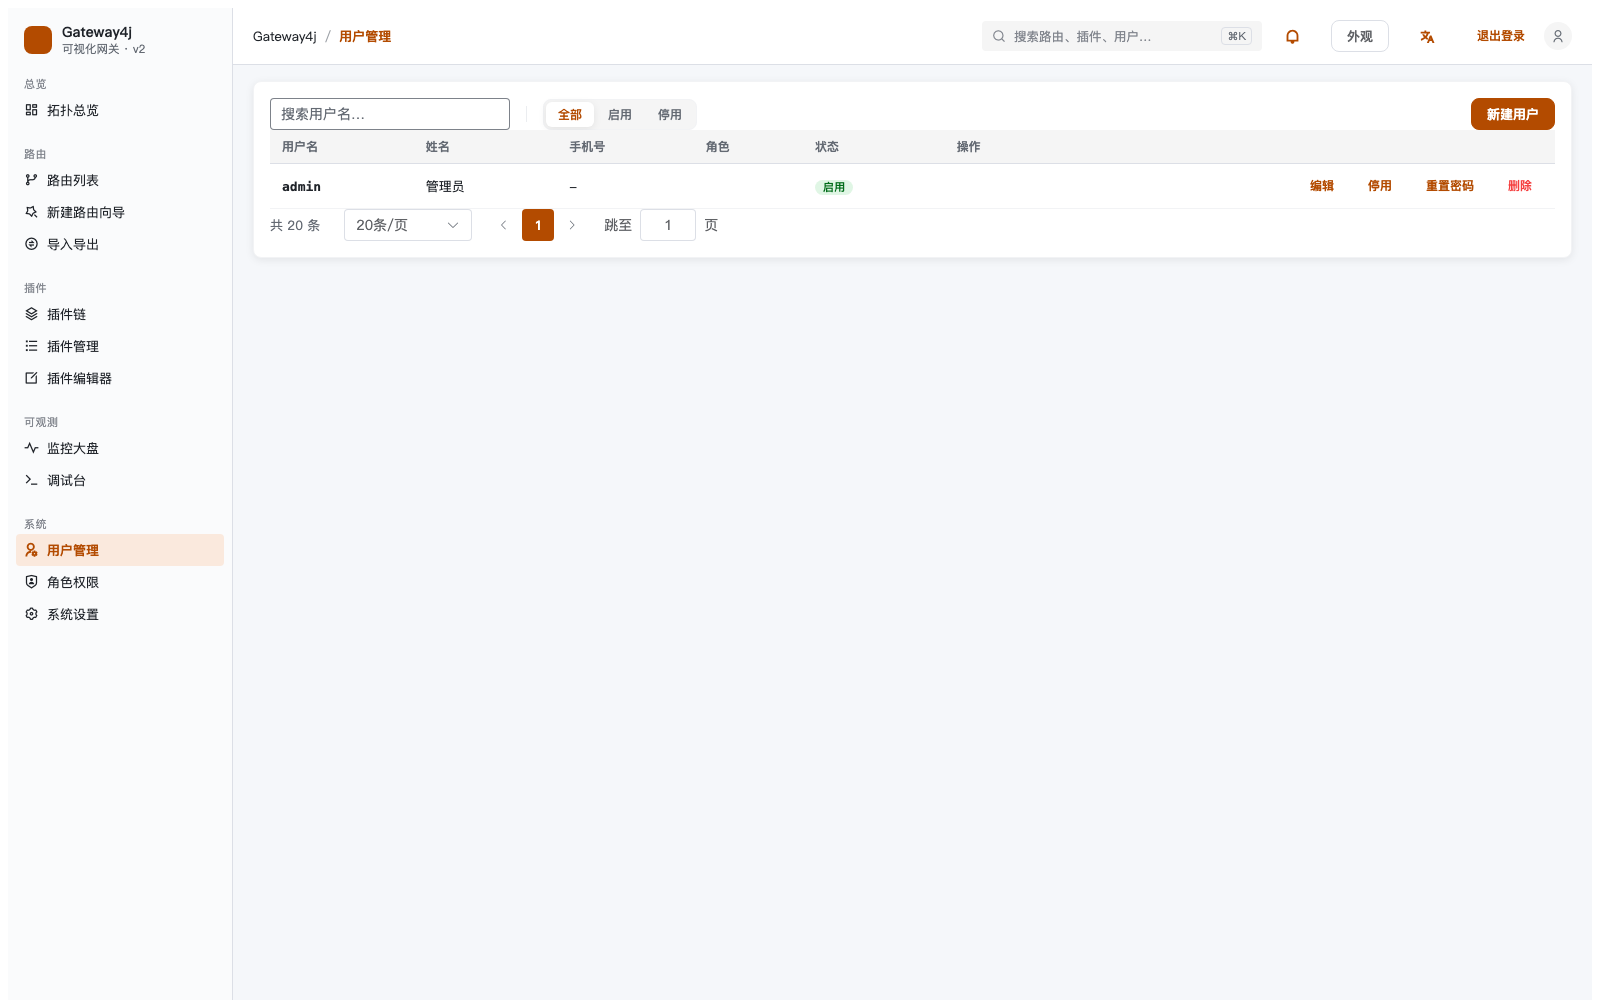 Gateway4j
可视化网关 · v2
总览
拓扑总览
路由
路由列表
新建路由向导
导入导出
插件
插件链
插件管理
插件编辑器
可观测
监控大盘
调试台
系统
用户管理
角色权限
系统设置
Gateway4j / 用户管理
搜索路由、插件、用户… ⌘K
外观
退出登录
搜索用户名… 全部 启用 停用 新建用户
用户名 姓名 手机号 角色 状态 操作
admin 管理员 – 启用 编辑 停用 重置密码 删除
共 20 条 20条/页 1 跳至 1 页